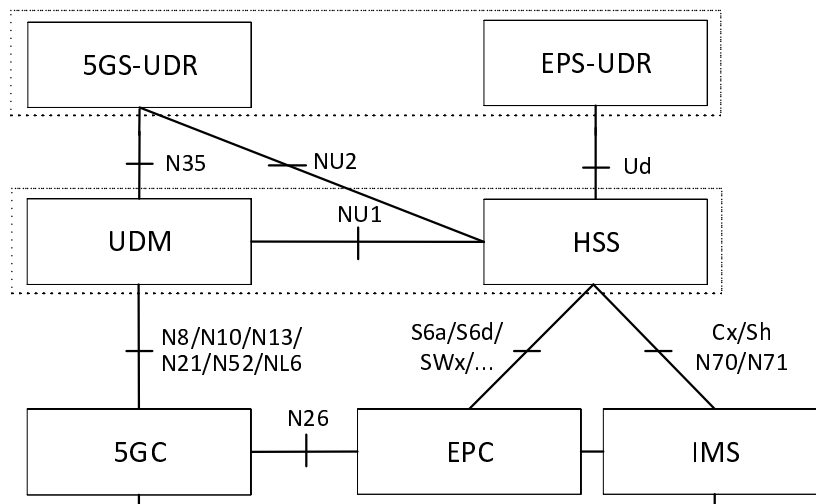 5GS-UDR
EPS-UDR
N35
NU2
Ud
UDM
NU1
HSS
N8/N10/N13/
N21/N52/NL6
S6a/S6d/
SWx/...
Cx/Sh
N70/N71
5GC
N26
EPC
IMS